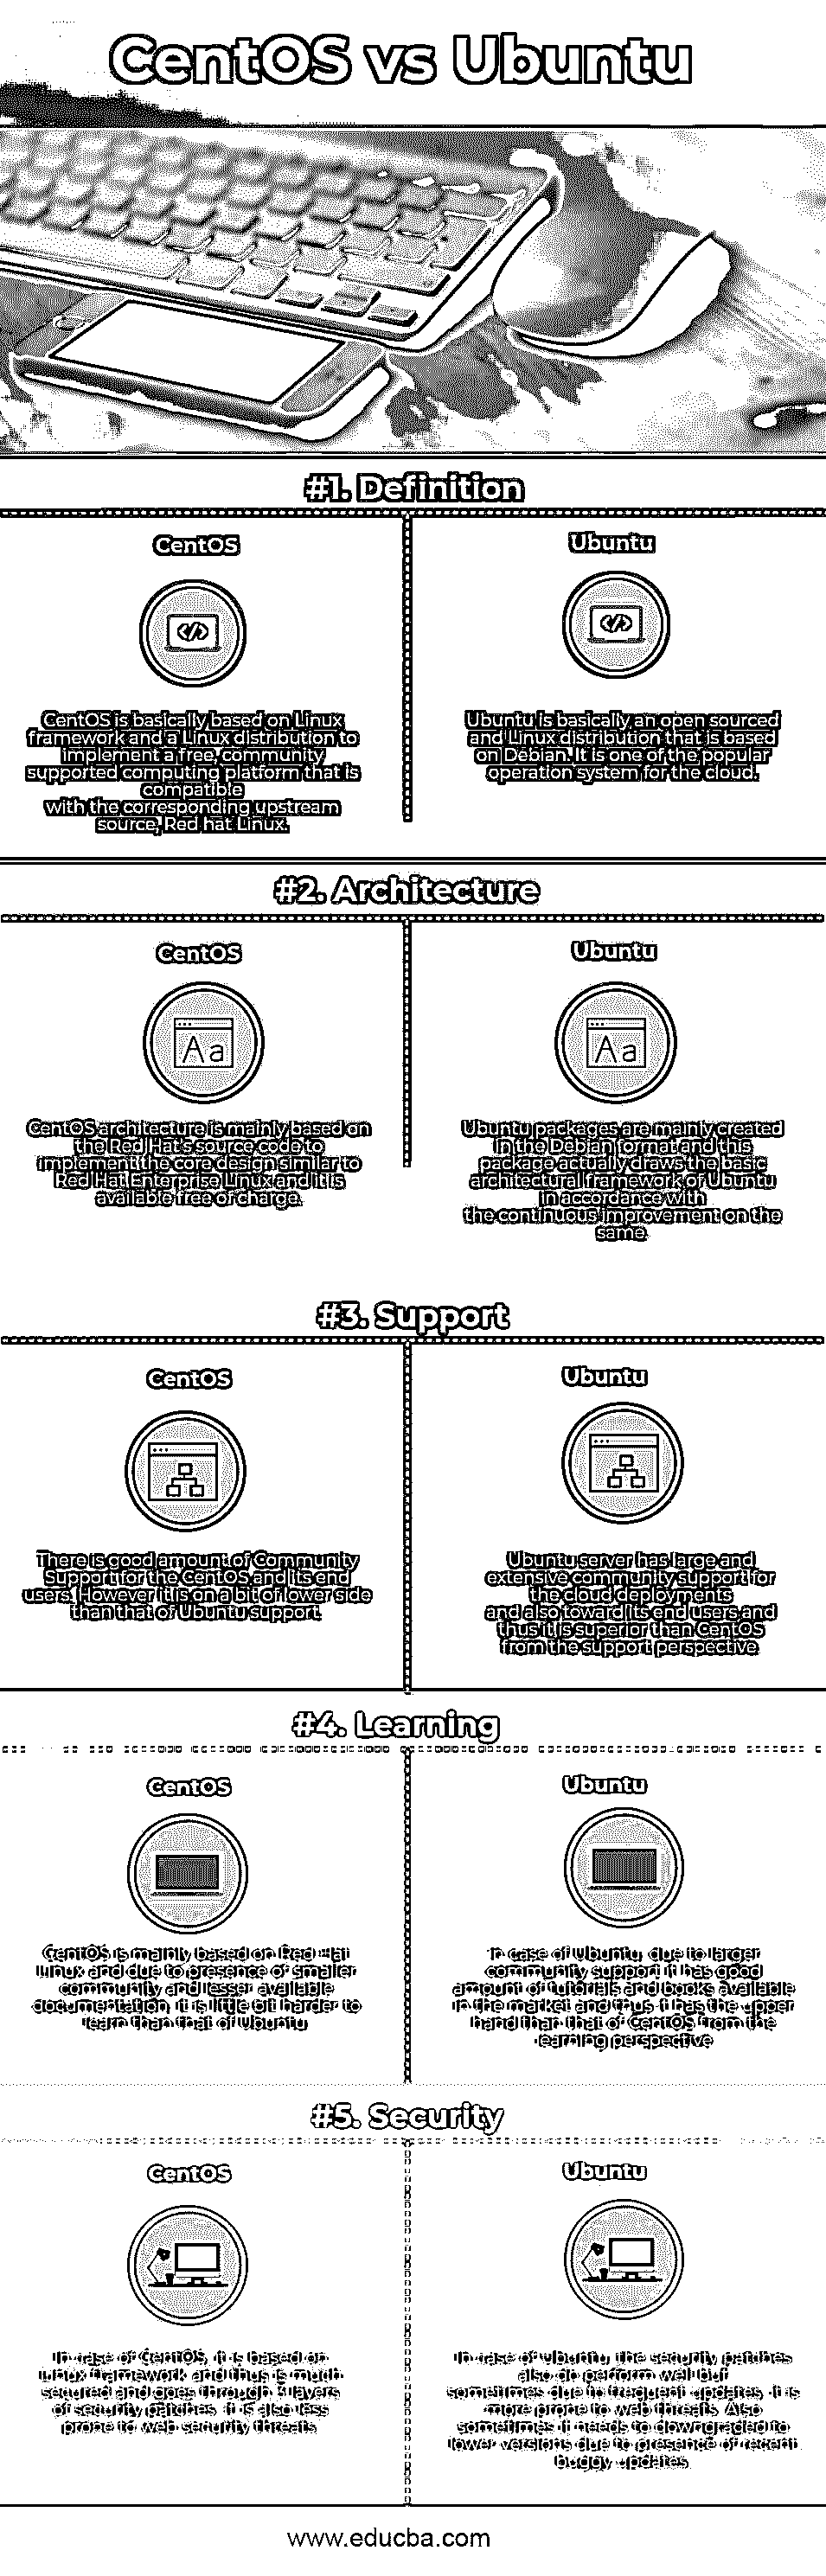 CentOS vs Ubuntu
#1. Definition
CentOS
CentOS is basically based on Linux
framework and a Linux distribution to
implement a free, community
supported computing platform that is
compatible
with the corresponding upstream
source, Red hat Linux.
Ubuntu
Ubuntu is basically an open sourced
and Linux distribution that is based
on Debian. It is one of the popular
operation system for the cloud.
#2. Architecture
CentOS
CentOS architecture is mainly based on
the Red Hat's source code to
implement the core design similar to
Red Hat Enterprise Linux and it is
available free of charge.
Ubuntu
Ubuntu packages are mainly created
in the Debian format and this
package actually draws the basic
architectural framework of Ubuntu
in accordance with
the continuous improvement on the
same.
#3. Support
CentOS
There is good amount of Community
Support for the CentOS and its end
users. However it is on a bit of lower side
than that of Ubuntu support.
Ubuntu
Ubuntu server has large and
extensive community support for
the cloud deployments
and also toward its end users and
thus it is superior than CentOS
from the support perspective
#4. Learning
CentOS
CentOS is mainly based on Red Hat
Linux and due to presence of smaller
community and lesser available
documentation, it is little bit harder to
learn than that of Ubuntu
Ubuntu
In case of Ubuntu, due to larger
community support it has good
amount of tutorials and books available
in the market and thus it has the upper
hand than that of CentOS from the
learning perspective
#5. Security
CentOS
In case of CentOS, it is based on
Linux framework and thus is much
secured and goes through layers
of security patches. It is also less
prone to web security threats
Ubuntu
In case of Ubuntu, the security patches
also do perform well but
sometimes due to frequent updates, it is
more prone to web threats. Also
sometimes it needs to downgraded to
lower versions due to presence of recent
buggy updates.
www.educba.com